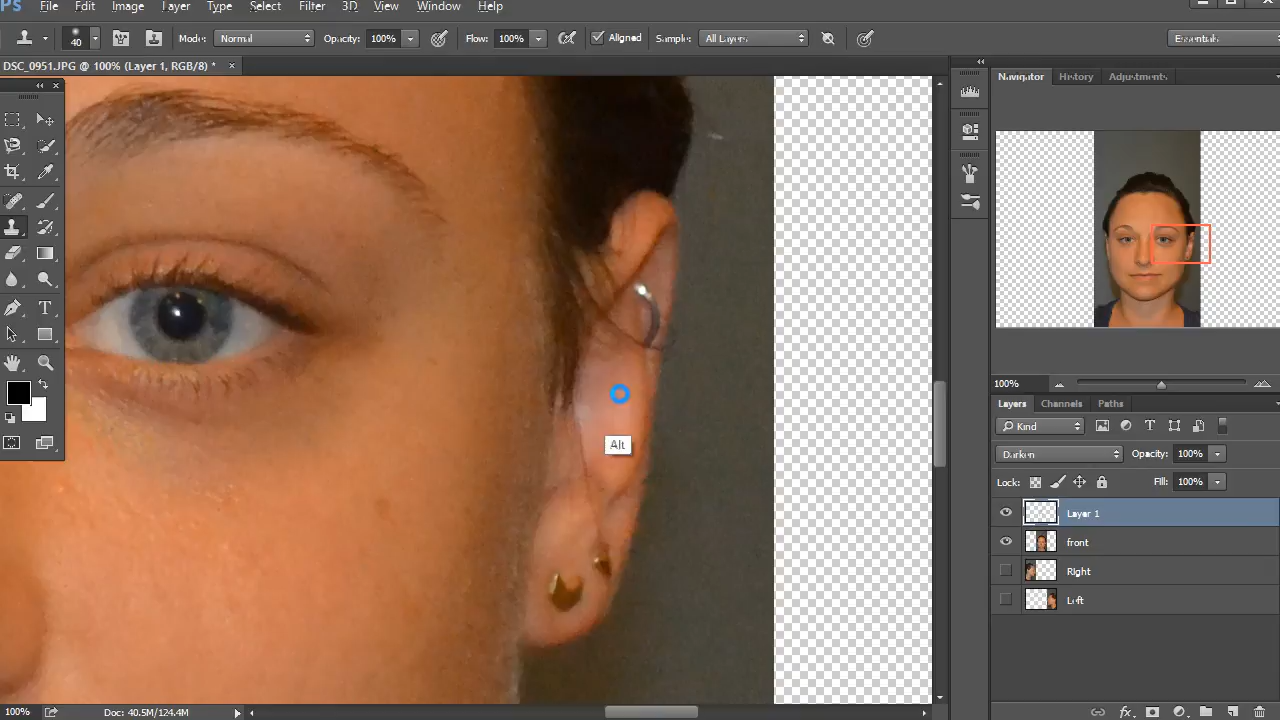 PS File Edit Image Layer Type Select Filter 3D View Window Help
40 Mode: Normal Opacity: 100% Flow: 100% Aligned Sample: All Layers Essentials
DSC_0951.JPG @ 100% (Layer 1, RGB/8) * ×
Navigator History Adjustments
100%
Layers Channels Paths
Kind
Darken Opacity: 100%
Lock: Fill: 100%
Layer 1
front
Right
Left
Alt
T
100% Doc: 40.5M/124.4M
fx